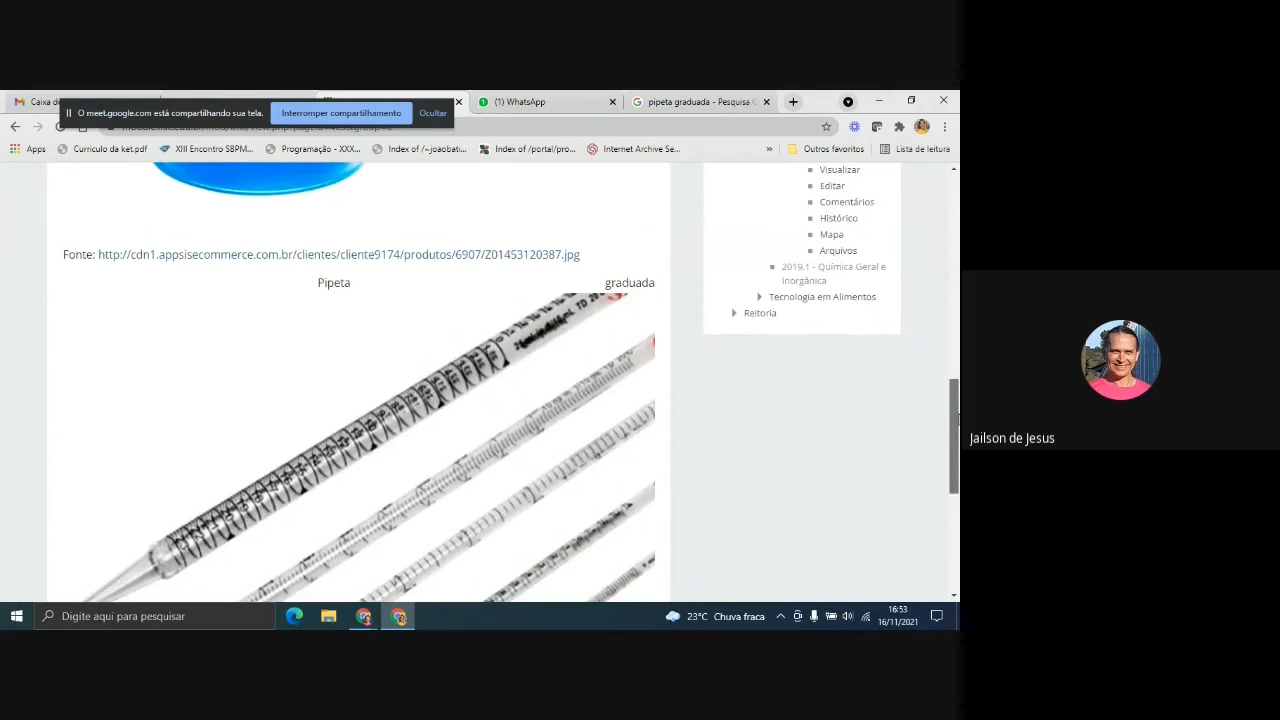 Caixa d
(1) WhatsApp
pipeta graduada - Pesquisa G
O meet.google.com está compartilhando sua tela.
Interromper compartilhamento
Ocultar
Apps
Curriculo da ket.pdf
XIII Encontro SBPM...
Programação - XXX...
Index of /~joaobati...
Index of /portal/pro...
Internet Archive Se...
»
Outros favoritos
Lista de leitura
Visualizar
Editar
Comentários
Histórico
Mapa
Arquivos
2019.1 - Química Geral e
Inorgânica
Tecnologia em Alimentos
Reitoria
Fonte: http://cdn1.appsisecommerce.com.br/clientes/cliente9174/produtos/6907/Z01453120387.jpg
Pipeta graduada
Jailson de Jesus
Digite aqui para pesquisar
23°C Chuva fraca
16:53
16/11/2021